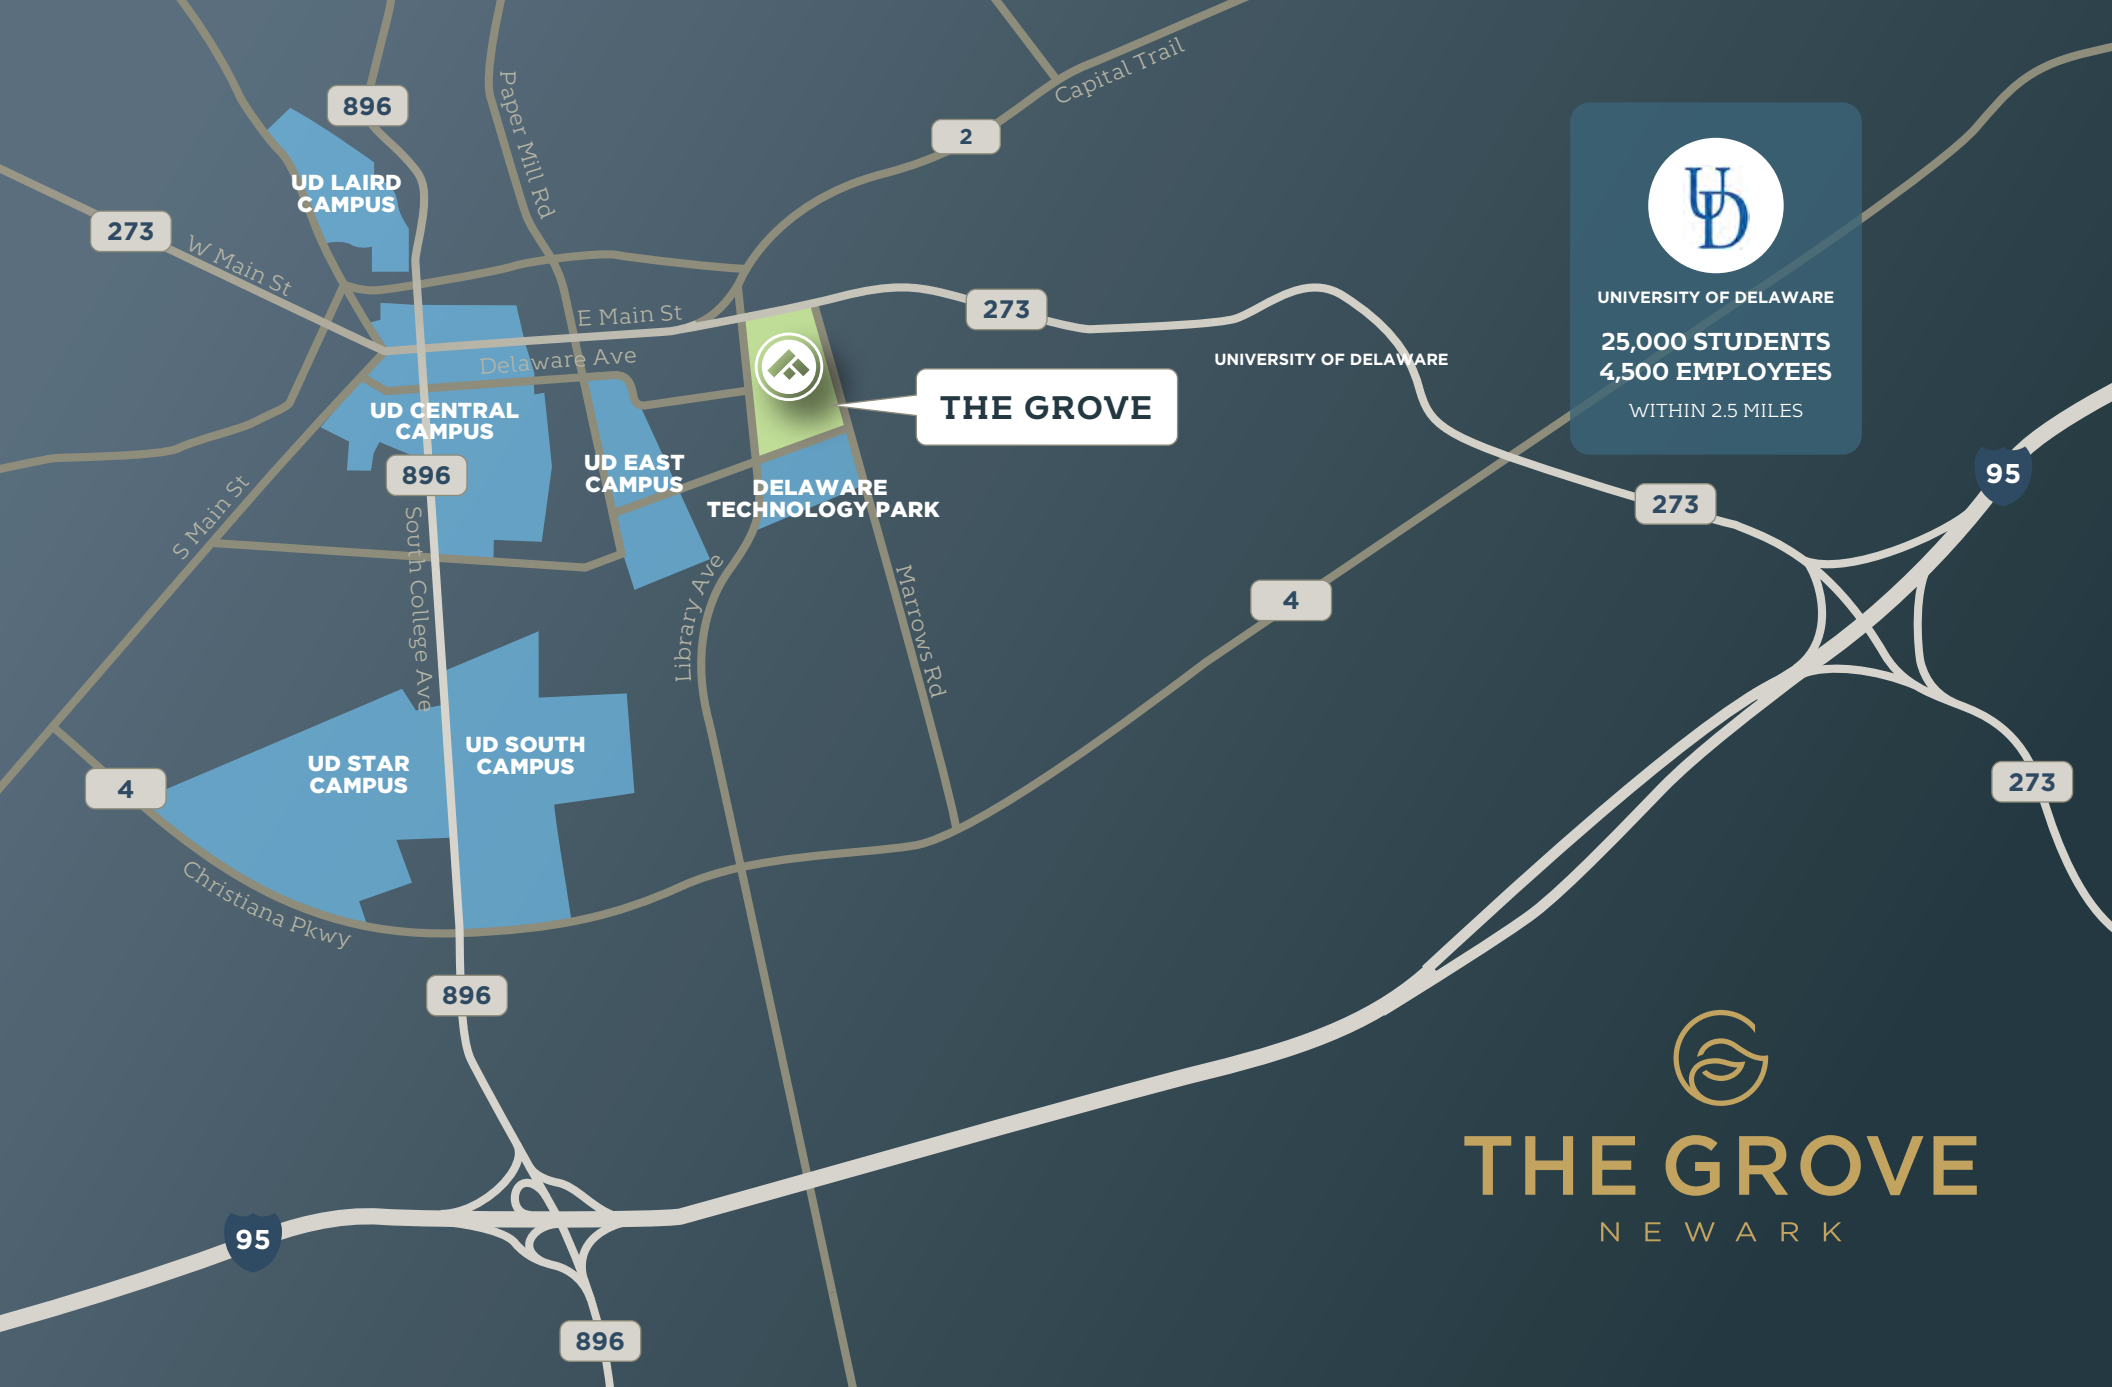 896
Paper Mill Rd
Capital Trail
2
UD LAIRD
CAMPUS
273
W Main St
E Main St
273
Delaware Ave
UNIVERSITY OF DELAWARE
UD
UNIVERSITY OF DELAWARE
25,000 STUDENTS
4,500 EMPLOYEES
WITHIN 2.5 MILES
THE GROVE
UD CENTRAL
CAMPUS
896
UD EAST
CAMPUS
DELAWARE
TECHNOLOGY PARK
95
273
S Main St
South College Ave
Library Ave
Marrows Rd
4
UD STAR
CAMPUS
UD SOUTH
CAMPUS
4
273
Christiana Pkwy
896
95
896
THE GROVE
NEWARK